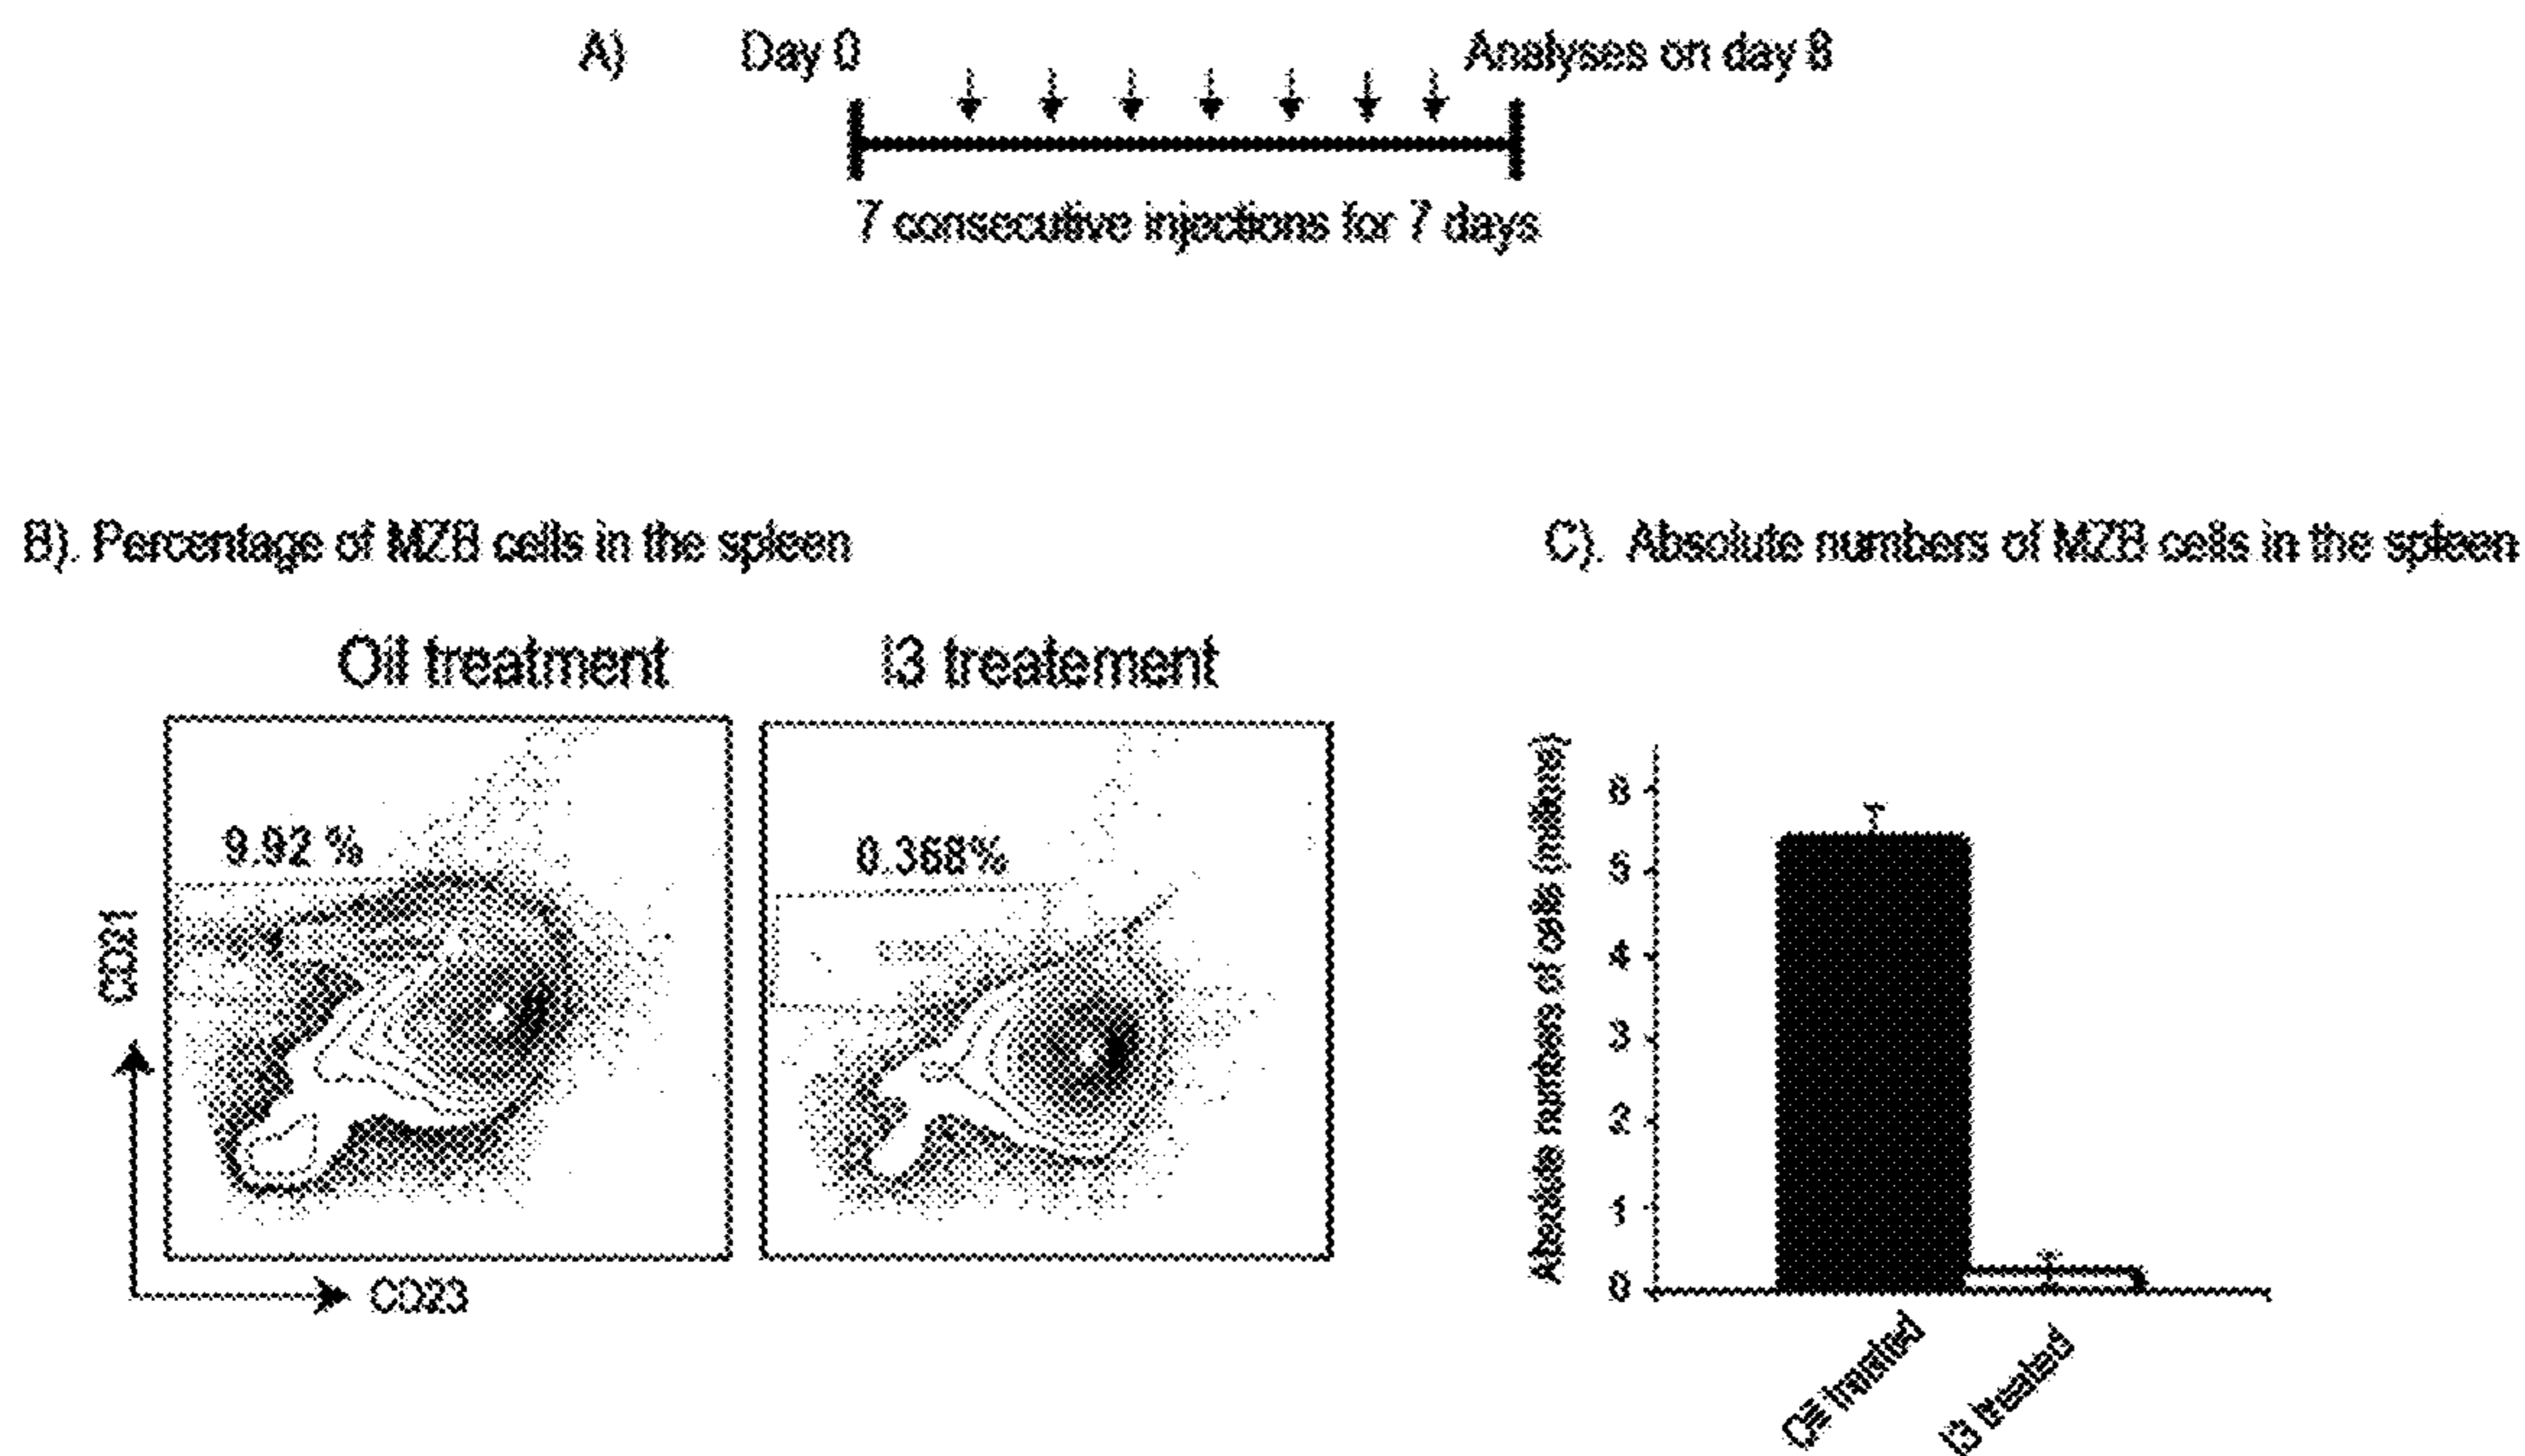 A) Day 0 Analyses on day 8
7 consecutive injections for 7 days
B). Percentage of MZB cells in the spleen
C). Absolute numbers of MZB cells in the spleen
Oil treatment
I3 treatement
9.92 %
0.368%
CD21
CD23
Absolute numbers of cells (millions)
6
5
4
3
2
1
0
Oil treated
I3 treated